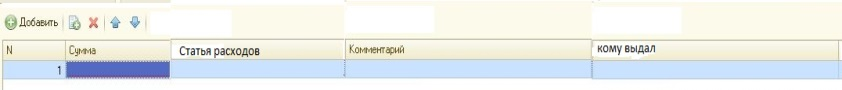 Добавить
N Сумма Статья расходов Комментарий кому выдал
1